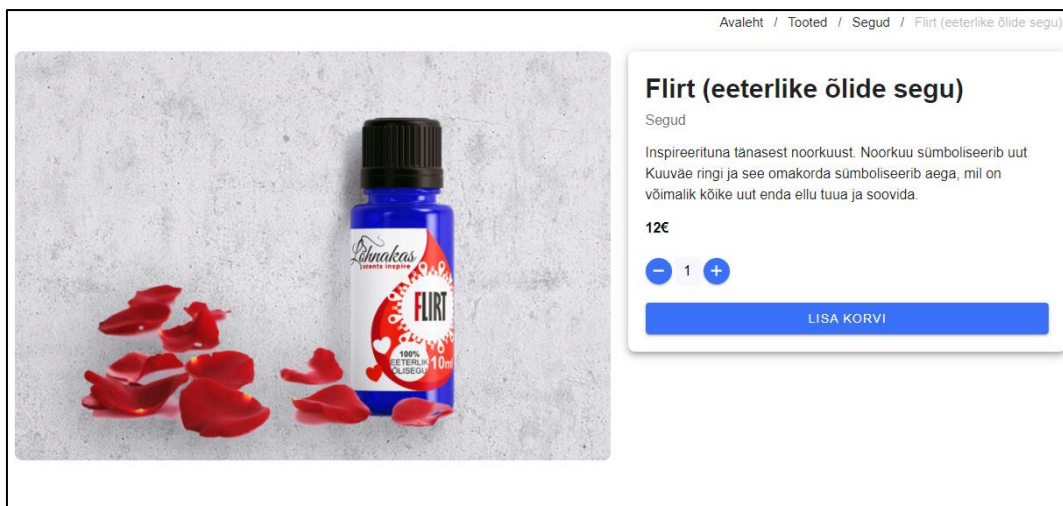 Avaleht / Tooted / Segud / Flirt (eeterlike õlide segu)
Flirt (eeterlike õlide segu)
Segud
Inspireerituna tänasest noorkuust. Noorkuu sümboliseerib uut
Kuuväe ringi ja see omakorda sümboliseerib aega, mil on
võimalik kõike uut enda ellu tuua ja soovida.
12€
1
LISA KORVI
Lõhnakas
scents inspire
FLIRT
100%
EETERLIK
ÕLISEGU
10ml